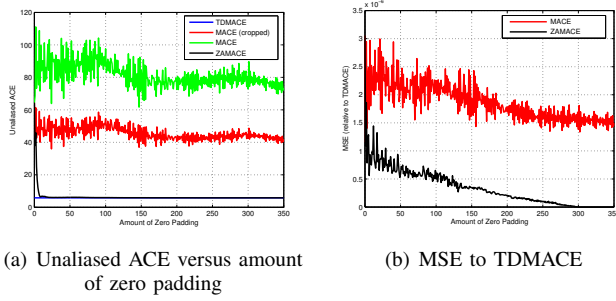 120
100
80
60
40
20
0
0
50
100
150
200
250
300
350
Unaliased ACE
Amount of Zero Padding
TDMACE
MACE (cropped)
MACE
ZAMACE
(a) Unaliased ACE versus amount
of zero padding
x 10⁻⁶
3.5
3
2.5
2
1.5
1
0.5
0
0
50
100
150
200
250
300
350
MSE (relative to TDMACE)
Amount of Zero Padding
MACE
ZAMACE
(b) MSE to TDMACE